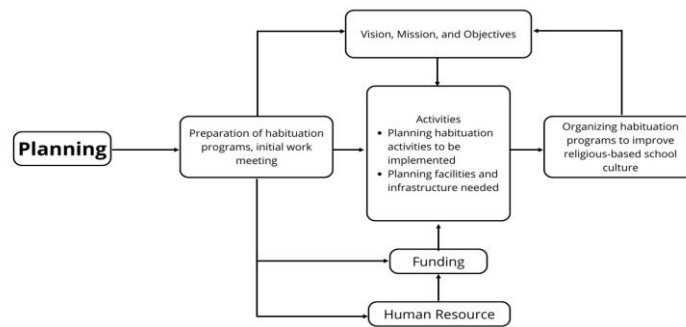 Vision, Mission, and Objectives
Planning
Preparation of habituation
programs, initial work
meeting
Activities
• Planning habituation
activities to be
implemented
• Planning facilities and
infrastructure needed
Organizing habituation
programs to improve
religious-based school
culture
Funding
Human Resource